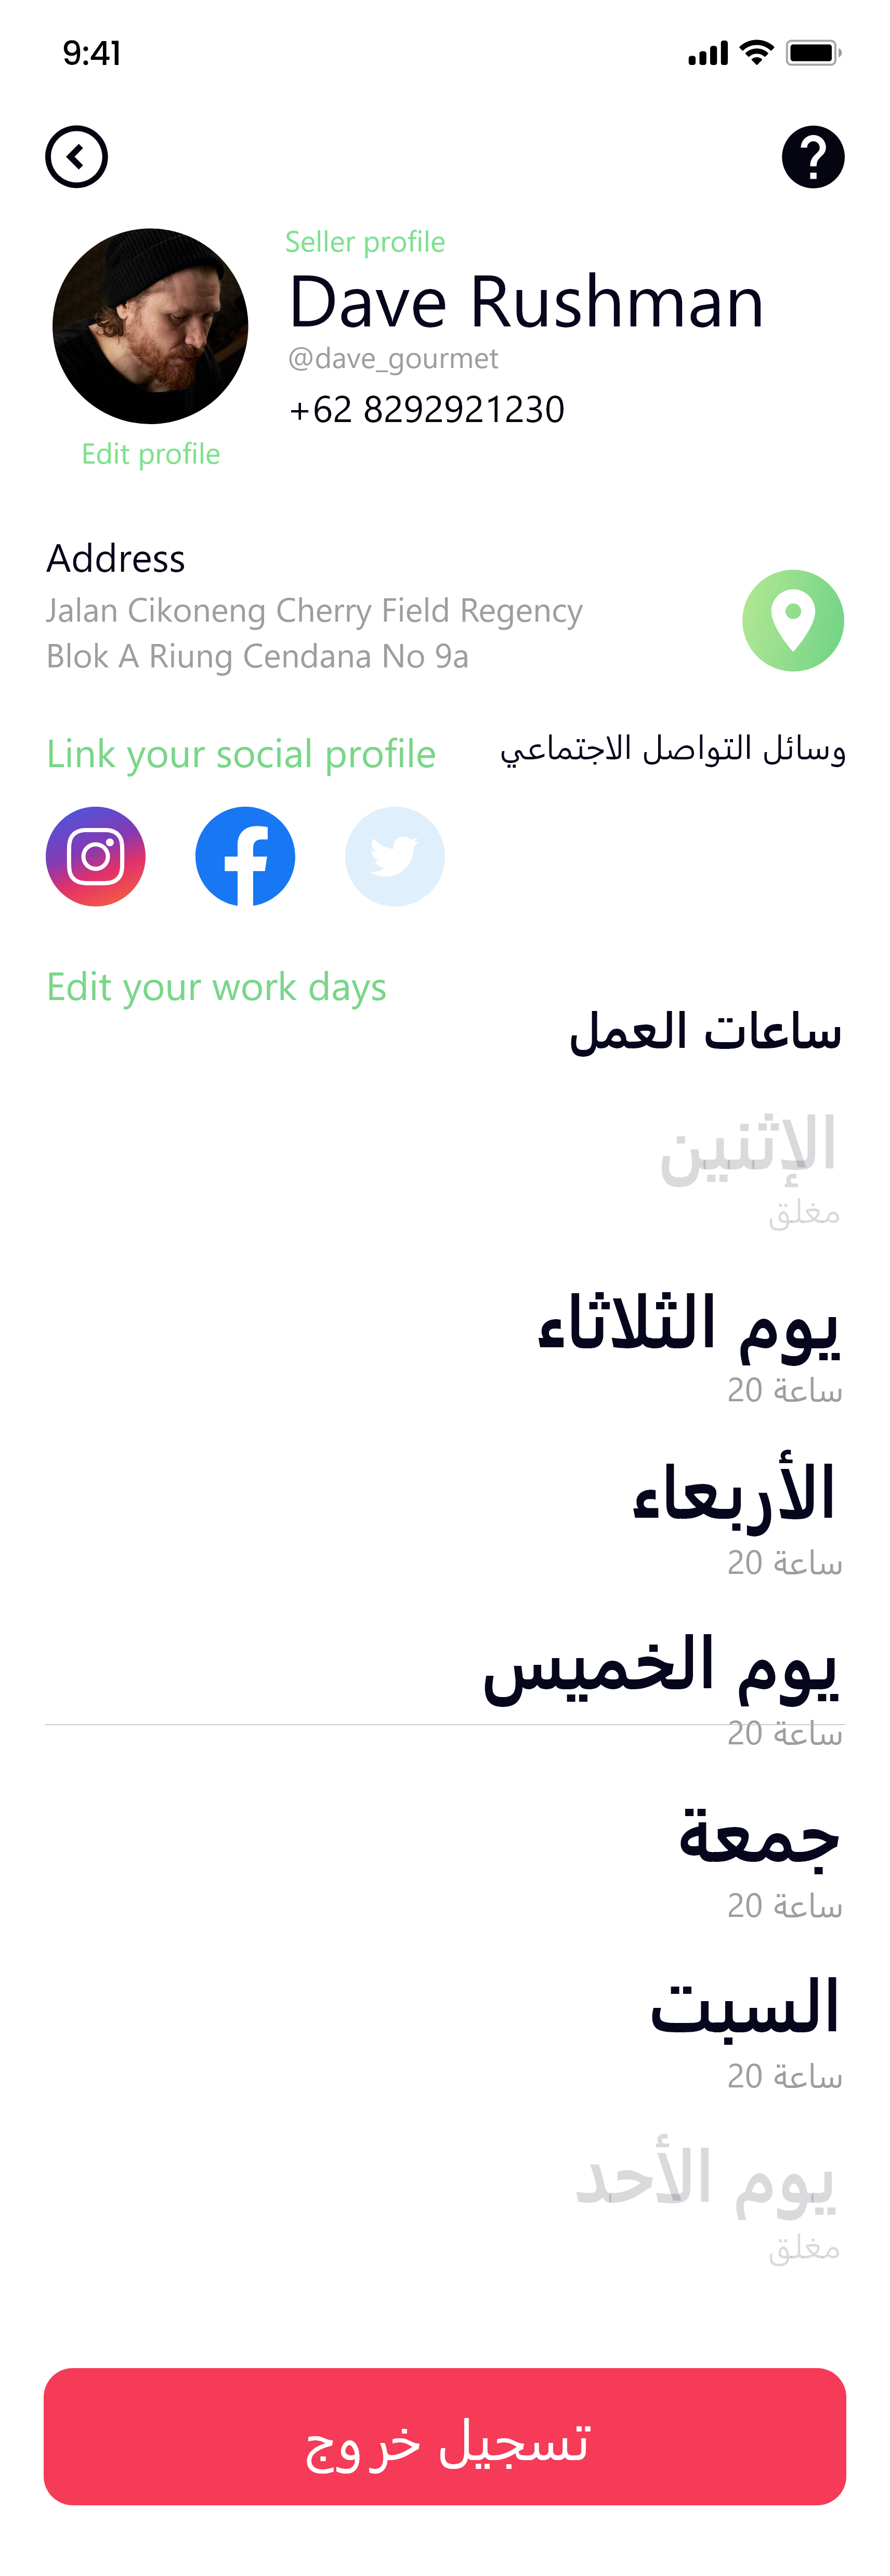 9:41
Seller profile
Dave Rushman
@dave_gourmet
+62 8292921230
Edit profile
Address
Jalan Cikoneng Cherry Field Regency
Blok A Riung Cendana No 9a
Link your social profile
وسائل التواصل الاجتماعي
Edit your work days
ساعات العمل
الإثنين
مغلق
يوم الثلاثاء
20 ساعة
الأربعاء
20 ساعة
يوم الخميس
20 ساعة
جمعة
20 ساعة
السبت
20 ساعة
يوم الأحد
مغلق
تسجيل خروج